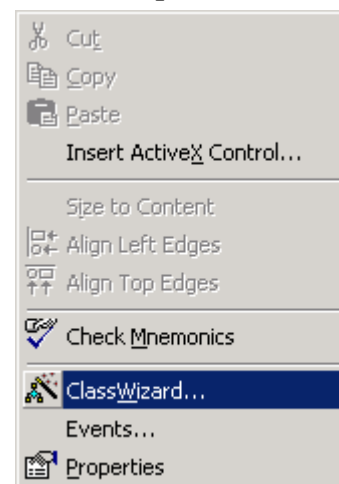 Cut
Copy
Paste
Insert ActiveX Control...
Size to Content
Align Left Edges
Align Top Edges
Check Mnemonics
ClassWizard...
Events...
Properties